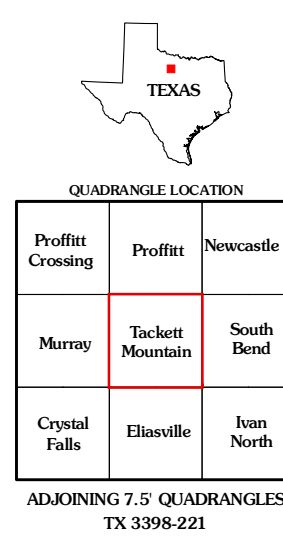 TEXAS
QUADRANGLE LOCATION
Proffitt
Crossing
Proffitt
Newcastle
Murray
Tackett
Mountain
South
Bend
Crystal
Falls
Eliasville
Ivan
North
ADJOINING 7.5' QUADRANGLES
TX 3398-221